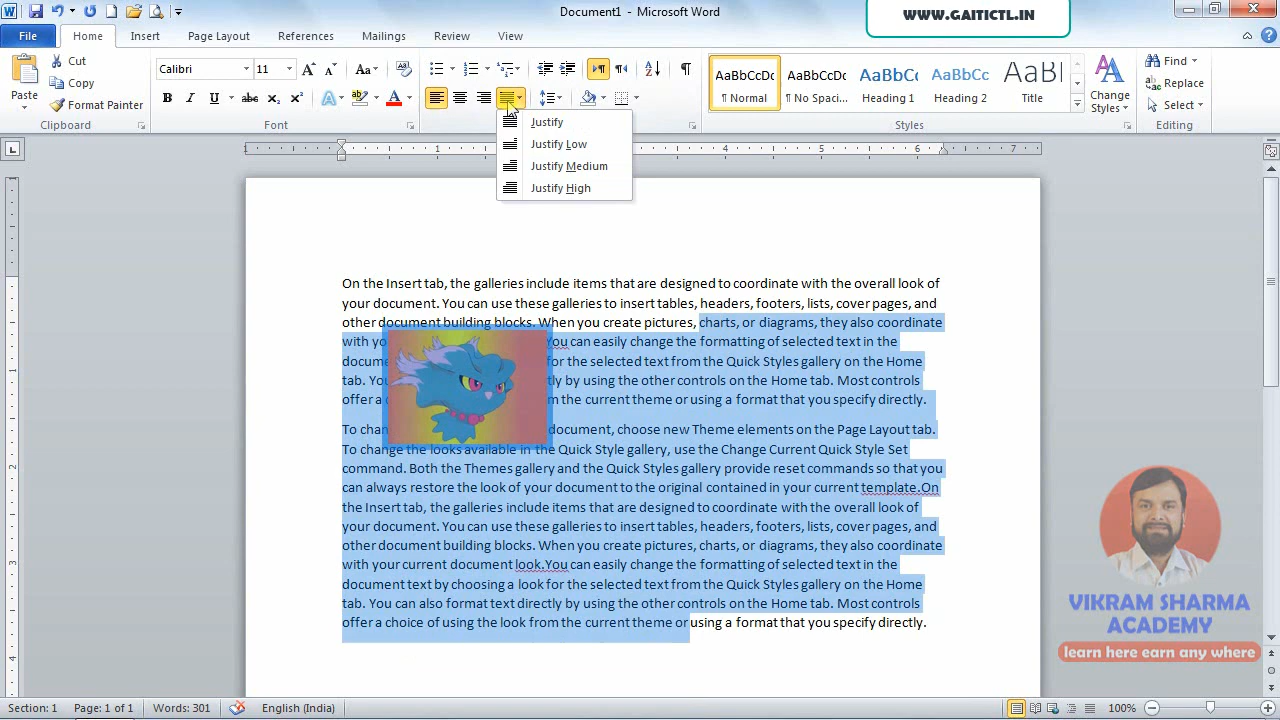 Document1 - Microsoft Word
WWW.GAITICTL.IN
File Home Insert Page Layout References Mailings Review View
Paste
Cut
Copy
Format Painter
Clipboard
Calibri 11
Font
AaBbCcDc
¶ Normal
AaBbCcDc
¶ No Spaci...
AaBbC
Heading 1
AaBbCc
Heading 2
Title
Change
Styles
Styles
Find
Replace
Select
Editing
Justify
Justify Low
Justify Medium
Justify High
On the Insert tab, the galleries include items that are designed to coordinate with the overall look of
your document. You can use these galleries to insert tables, headers, footers, lists, cover pages, and
other document building blocks. When you create pictures, charts, or diagrams, they also coordinate
with yo You can easily change the formatting of selected text in the
docume for the selected text from the Quick Styles gallery on the Home
tab. You tly by using the other controls on the Home tab. Most controls
offer a c m the current theme or using a format that you specify directly.
To chan document, choose new Theme elements on the Page Layout tab.
To change the looks available in the Quick Style gallery, use the Change Current Quick Style Set
command. Both the Themes gallery and the Quick Styles gallery provide reset commands so that you
can always restore the look of your document to the original contained in your current template.On
the Insert tab, the galleries include items that are designed to coordinate with the overall look of
your document. You can use these galleries to insert tables, headers, footers, lists, cover pages, and
other document building blocks. When you create pictures, charts, or diagrams, they also coordinate
with your current document look.You can easily change the formatting of selected text in the
document text by choosing a look for the selected text from the Quick Styles gallery on the Home
tab. You can also format text directly by using the other controls on the Home tab. Most controls
offer a choice of using the look from the current theme or using a format that you specify directly.
VIKRAM SHARMA
ACADEMY
learn here earn any where
Section: 1 Page: 1 of 1 Words: 301 English (India) 100%